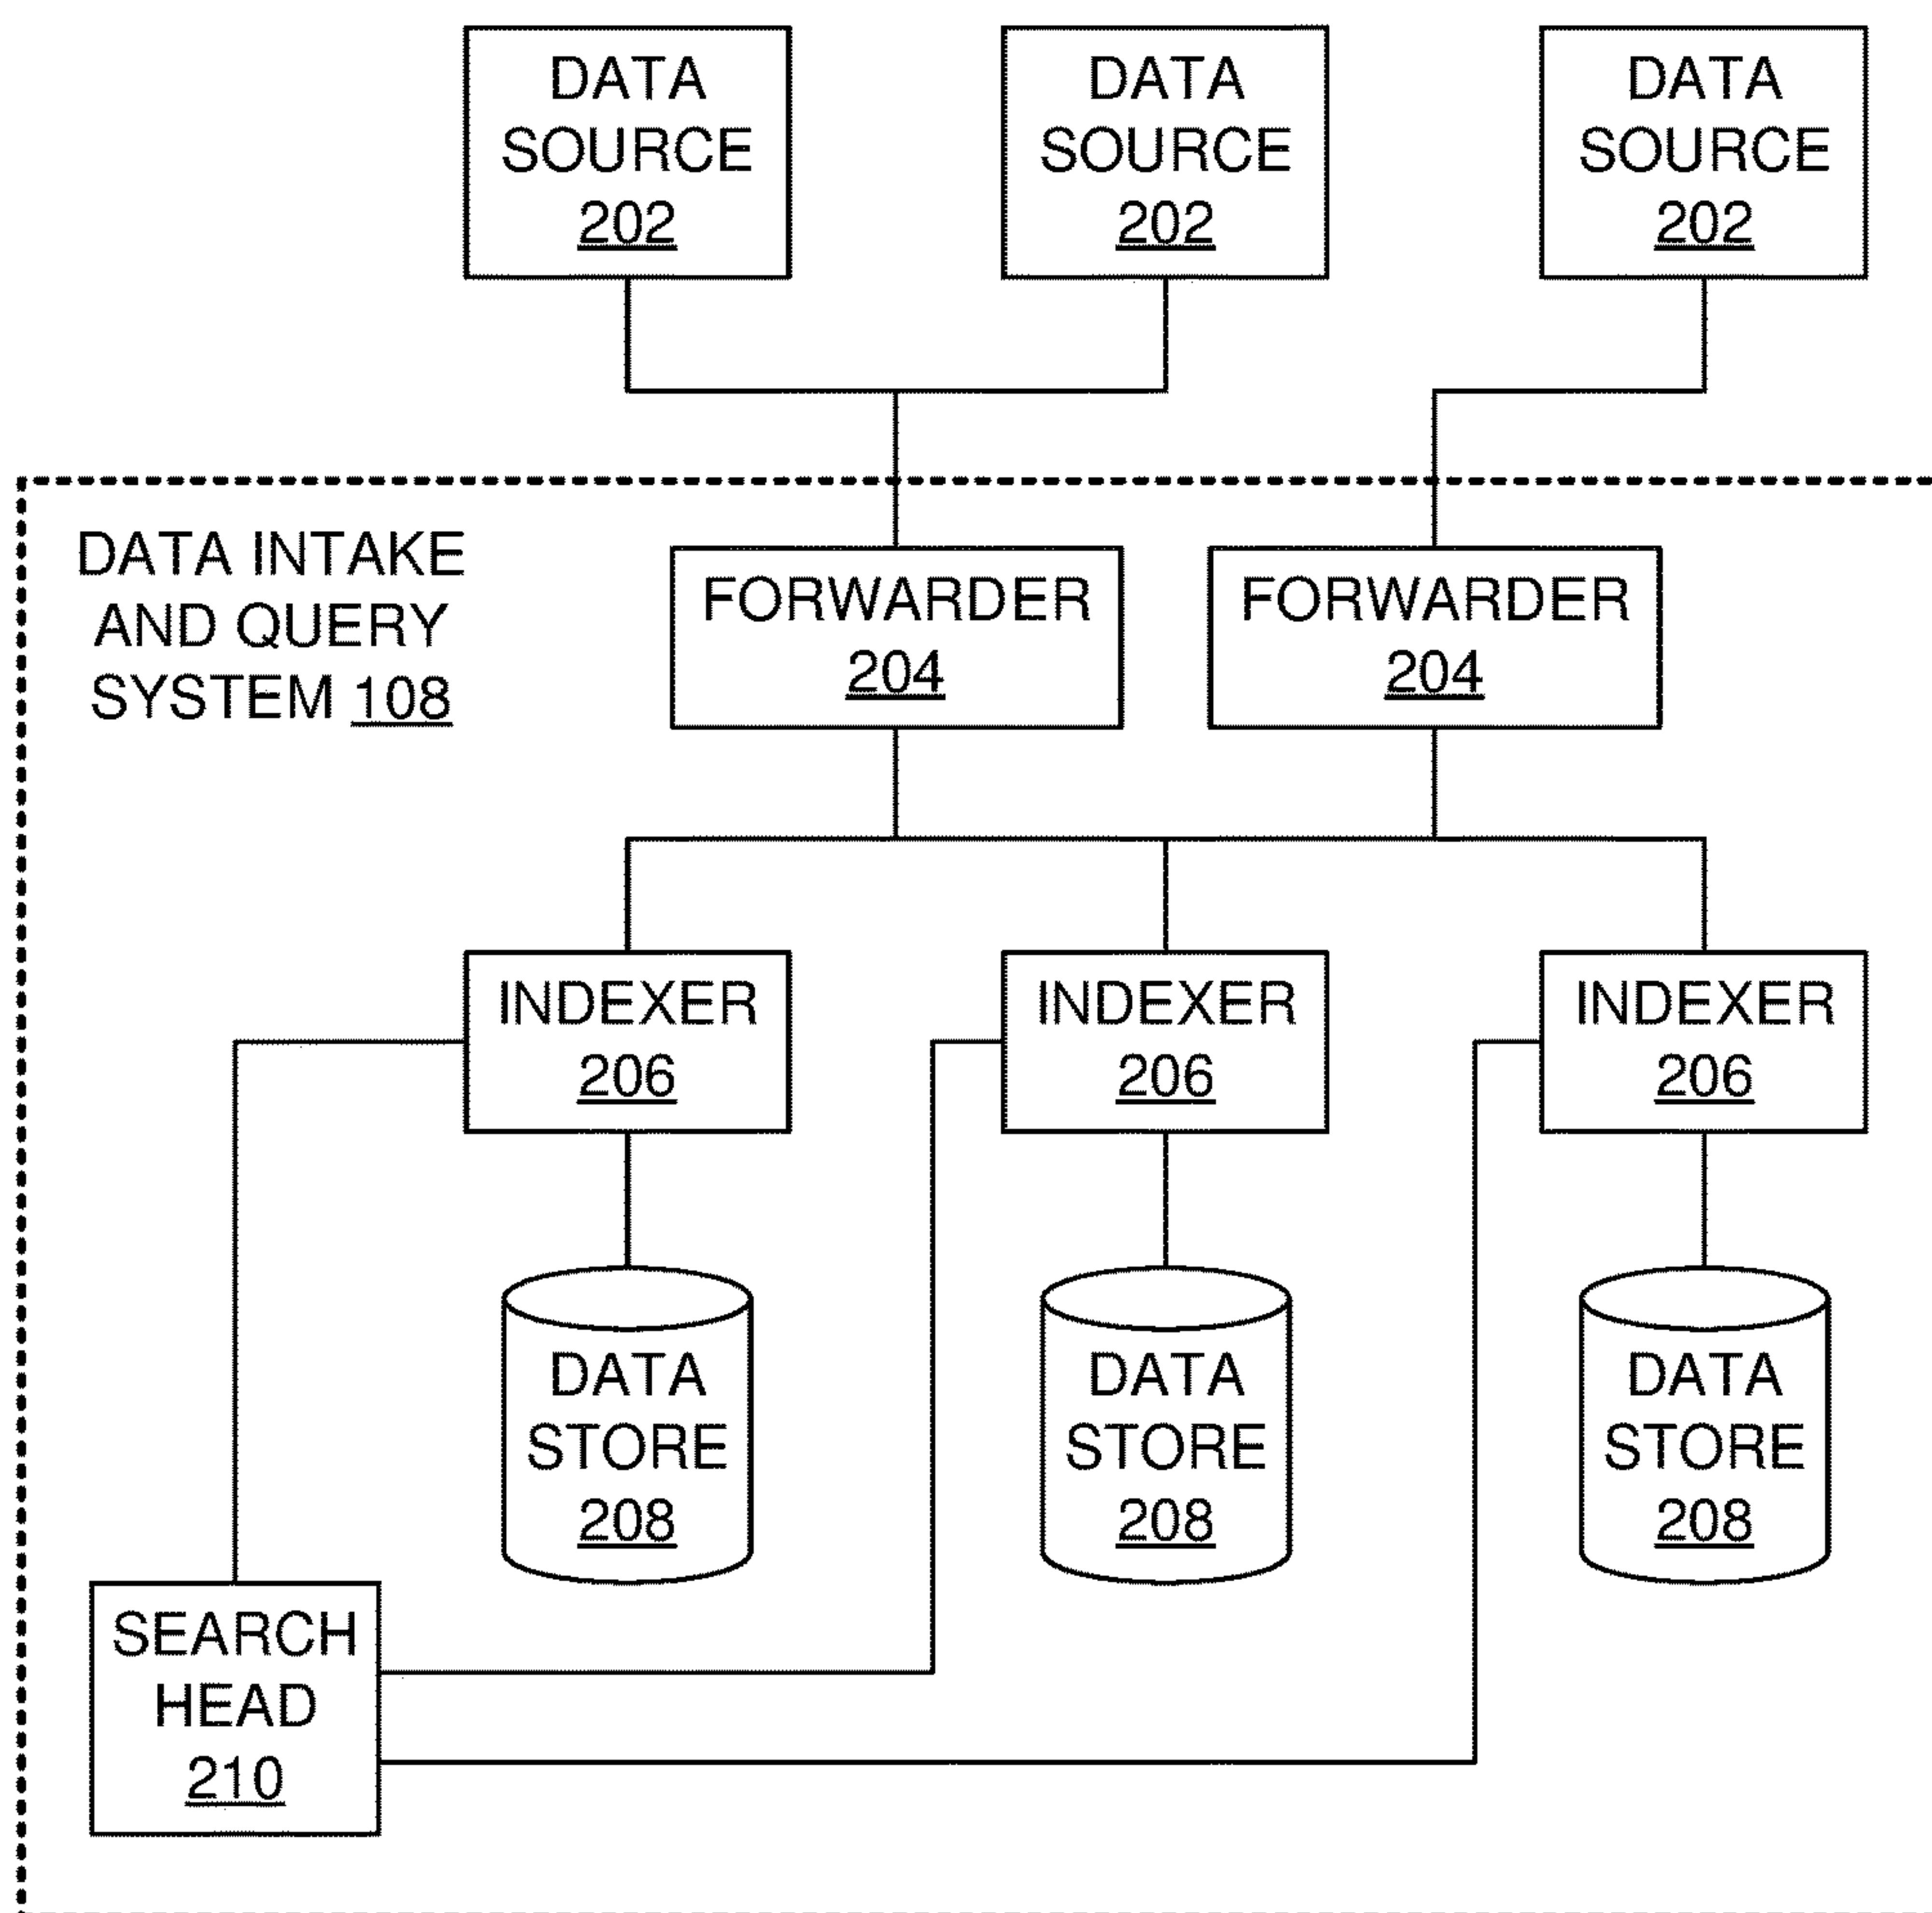 DATA
SOURCE
202
DATA
SOURCE
202
DATA
SOURCE
202
DATA INTAKE
AND QUERY
SYSTEM 108
FORWARDER
204
FORWARDER
204
INDEXER
206
INDEXER
206
INDEXER
206
DATA
STORE
208
DATA
STORE
208
DATA
STORE
208
SEARCH
HEAD
210